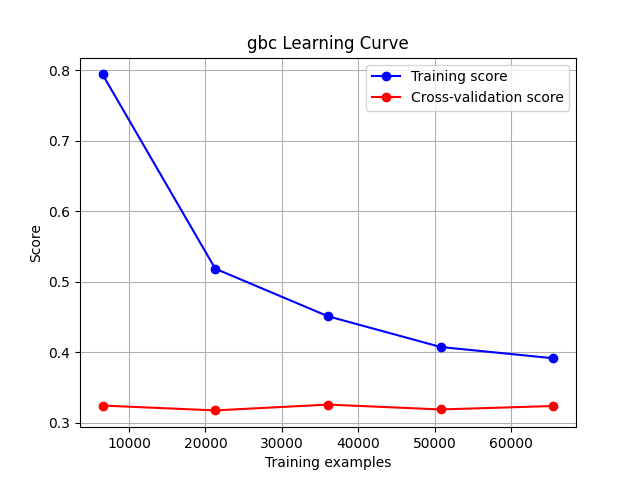 gbc Learning Curve
Training score
Cross-validation score
Score
0.8
0.7
0.6
0.5
0.4
0.3
10000 20000 30000 40000 50000 60000
Training examples